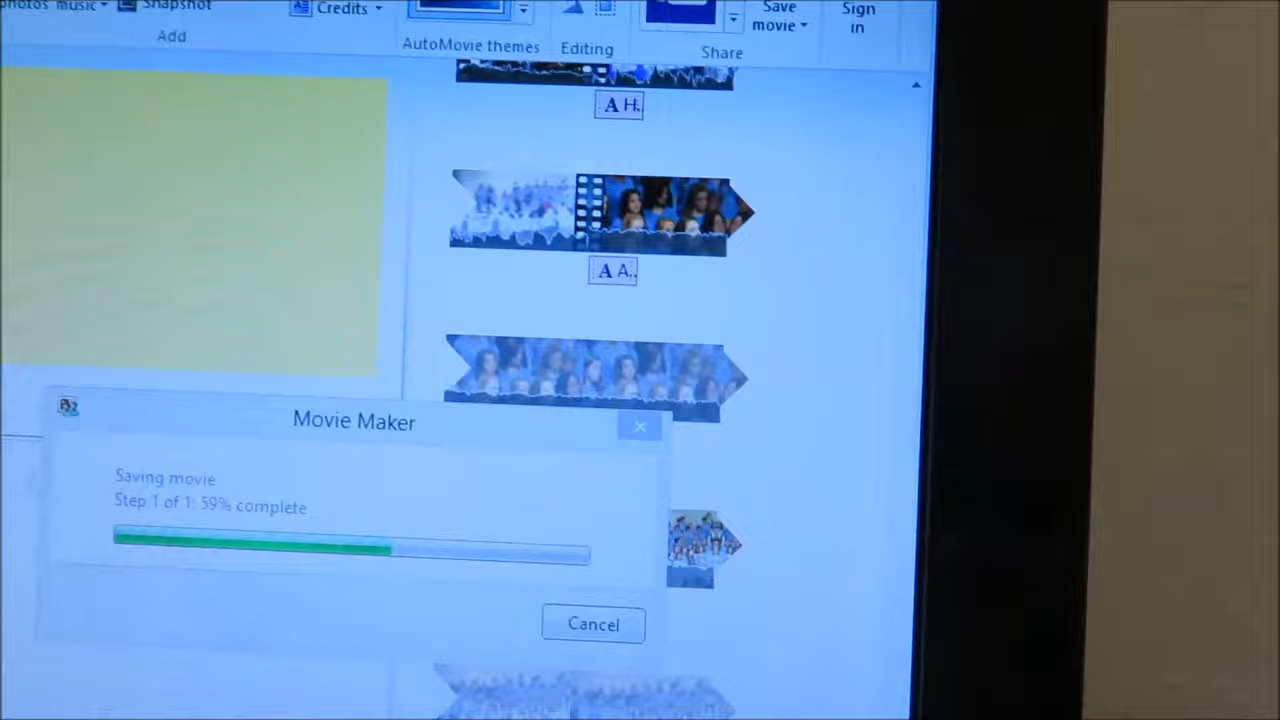 photos music
Snapshot
Credits
Add
AutoMovie themes
Editing
Save
movie
Share
Sign
in
A H.
A A..
Movie Maker
Saving movie
Step 1 of 1: 59% complete
Cancel